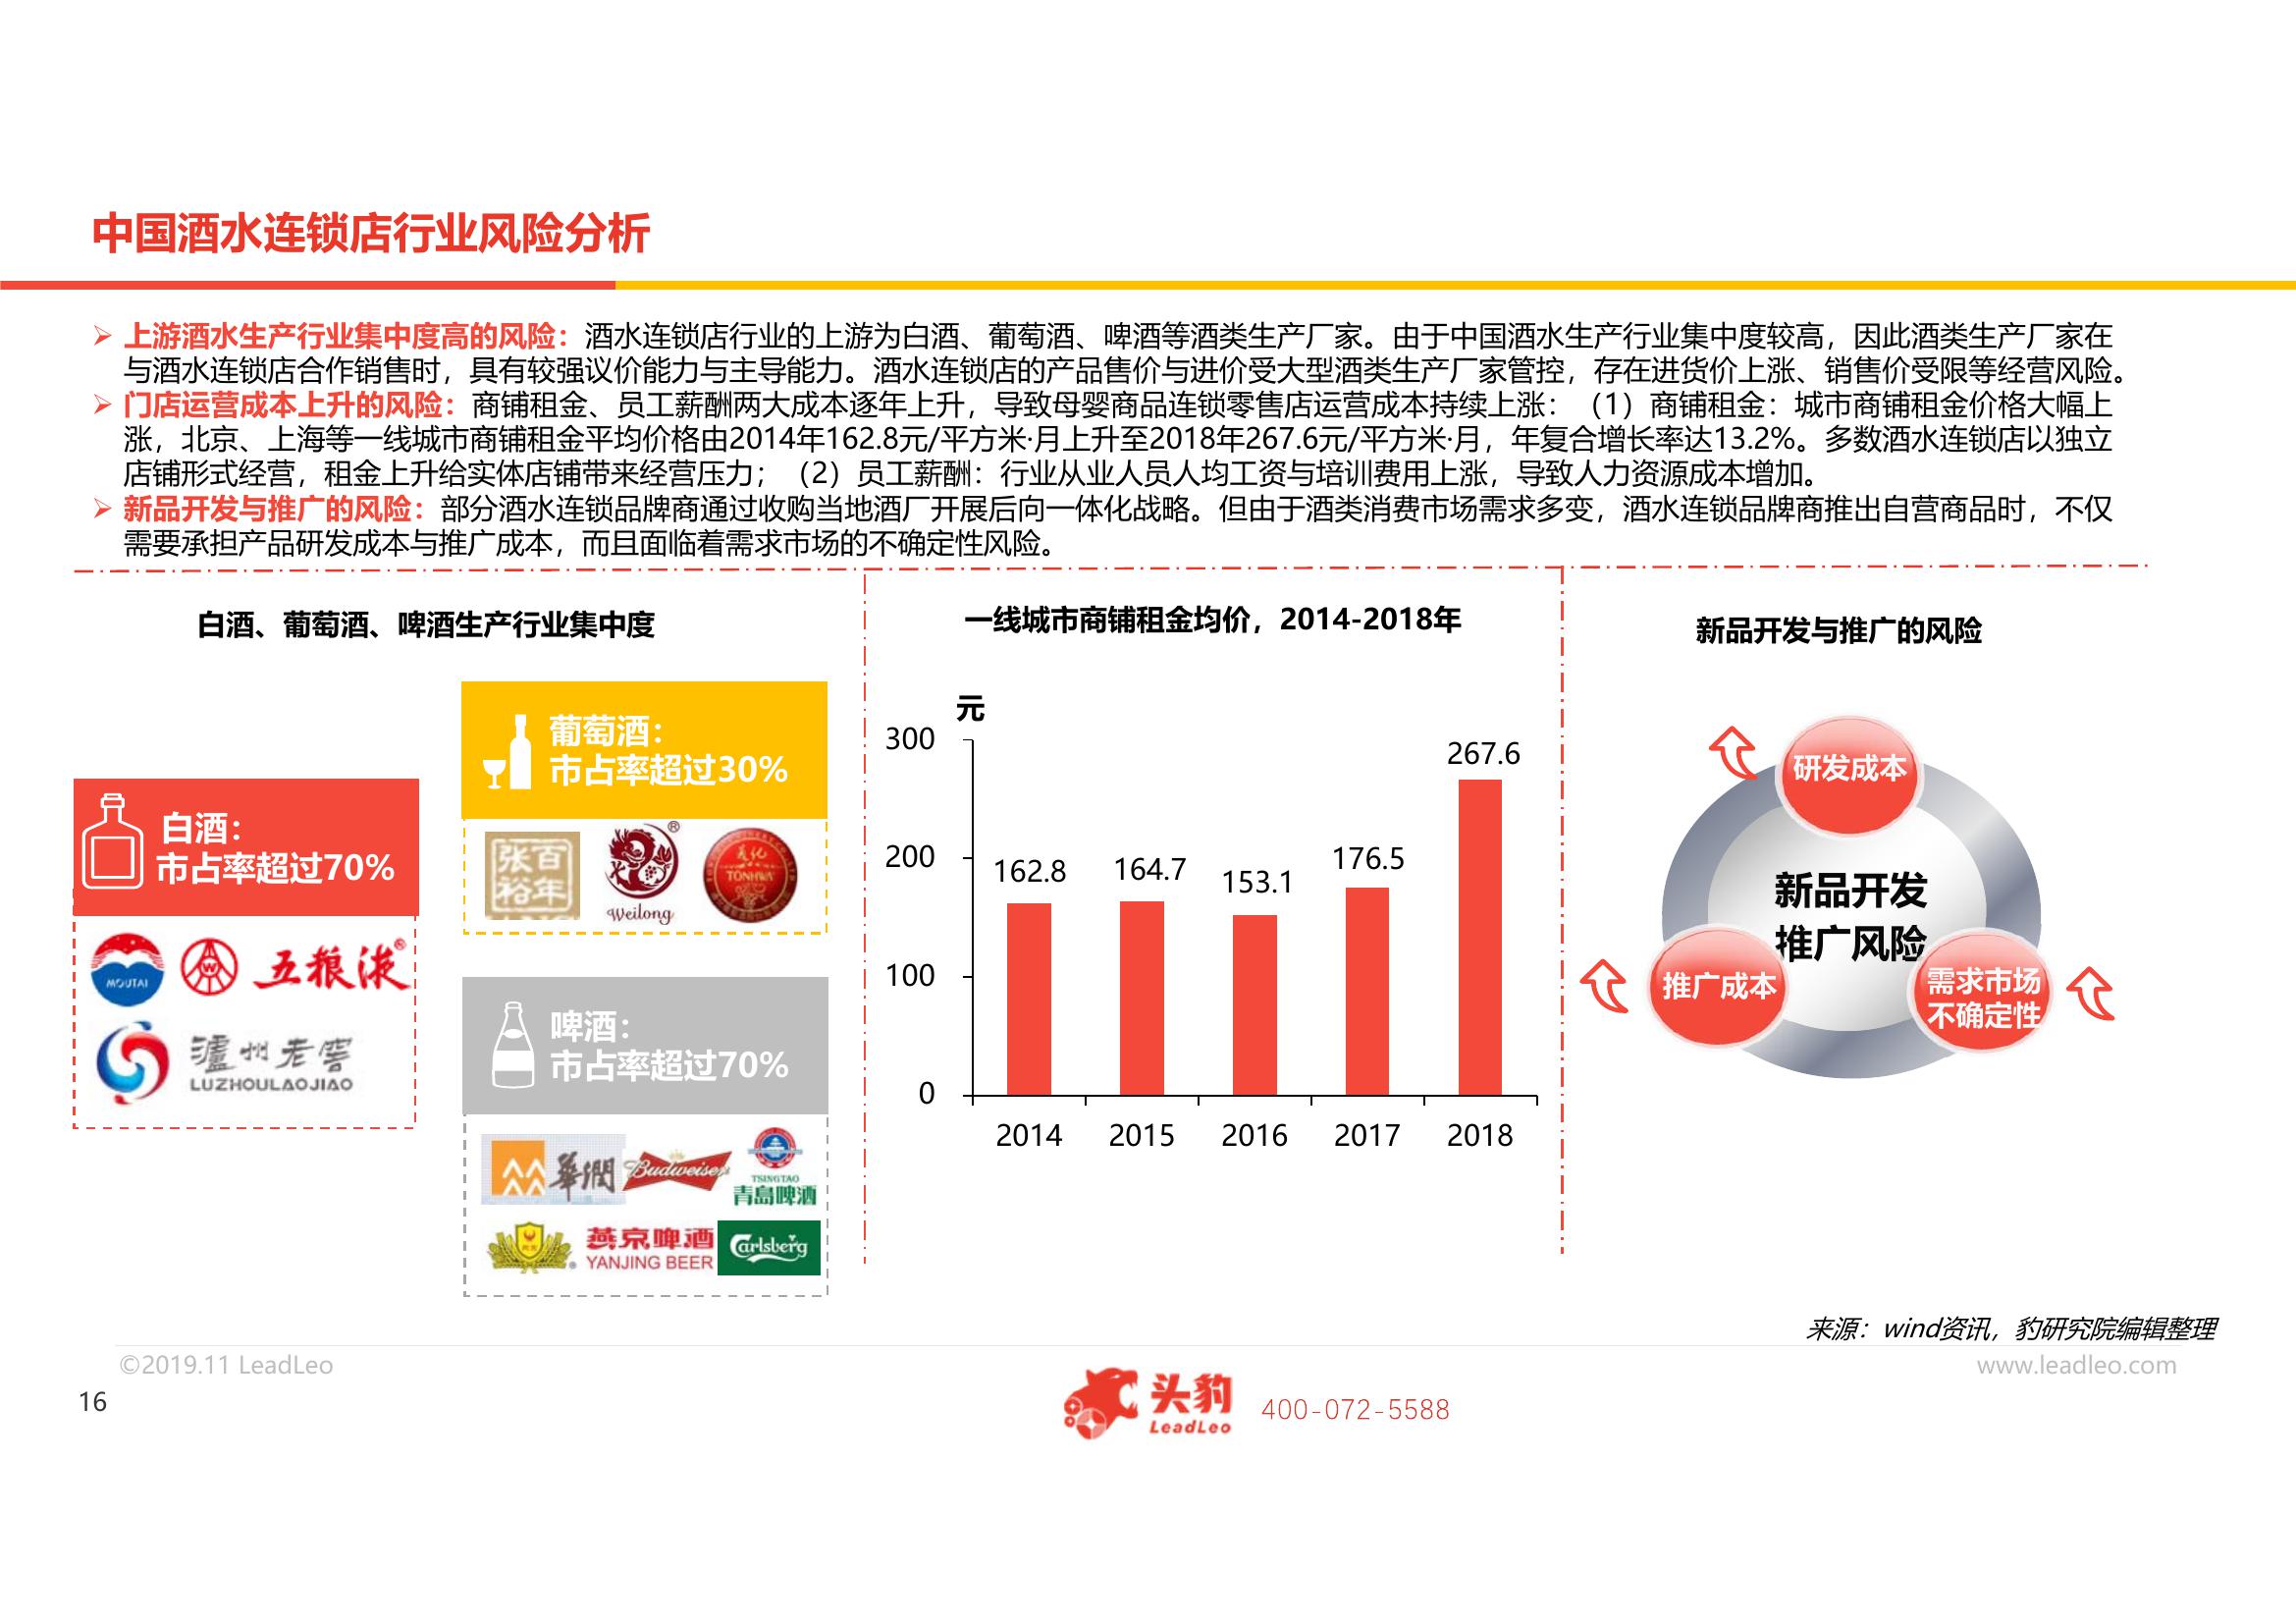 中国酒水连锁店行业风险分析
➢ 上游酒水生产行业集中度高的风险：酒水连锁店行业的上游为白酒、葡萄酒、啤酒等酒类生产厂家。由于中国酒水生产行业集中度较高，因此酒类生产厂家在
与酒水连锁店合作销售时，具有较强议价能力与主导能力。酒水连锁店的产品售价与进价受大型酒类生产厂家管控，存在进货价上涨、销售价受限等经营风险。
➢ 门店运营成本上升的风险：商铺租金、员工薪酬两大成本逐年上升，导致母婴商品连锁零售店运营成本持续上涨：（1）商铺租金：城市商铺租金价格大幅上
涨，北京、上海等一线城市商铺租金平均价格由2014年162.8元/平方米·月上升至2018年267.6元/平方米·月，年复合增长率达13.2%。多数酒水连锁店以独立
店铺形式经营，租金上升给实体店铺带来经营压力；（2）员工薪酬：行业从业人员人均工资与培训费用上涨，导致人力资源成本增加。
➢ 新品开发与推广的风险：部分酒水连锁品牌商通过收购当地酒厂开展后向一体化战略。但由于酒类消费市场需求多变，酒水连锁品牌商推出自营商品时，不仅
需要承担产品研发成本与推广成本，而且面临着需求市场的不确定性风险。
白酒、葡萄酒、啤酒生产行业集中度
白酒：
市占率超过70%
MOUTAI
W
五粮液®
泸州老窖
LUZHOULAOJIAO
葡萄酒：
市占率超过30%
张裕
百年
®
Weilong
TONHWA
啤酒：
市占率超过70%
華潤
Budweiser
TSINGTAO
青岛啤酒
燕京啤酒
YANJING BEER
Carlsberg
一线城市商铺租金均价，2014-2018年
元
300
200
100
0
162.8
164.7
153.1
176.5
267.6
2014
2015
2016
2017
2018
新品开发与推广的风险
研发成本
新品开发
推广风险
推广成本
需求市场
不确定性
来源：wind资讯，豹研究院编辑整理
©2019.11 LeadLeo
www.leadleo.com
16
头豹
LeadLeo
400-072-5588